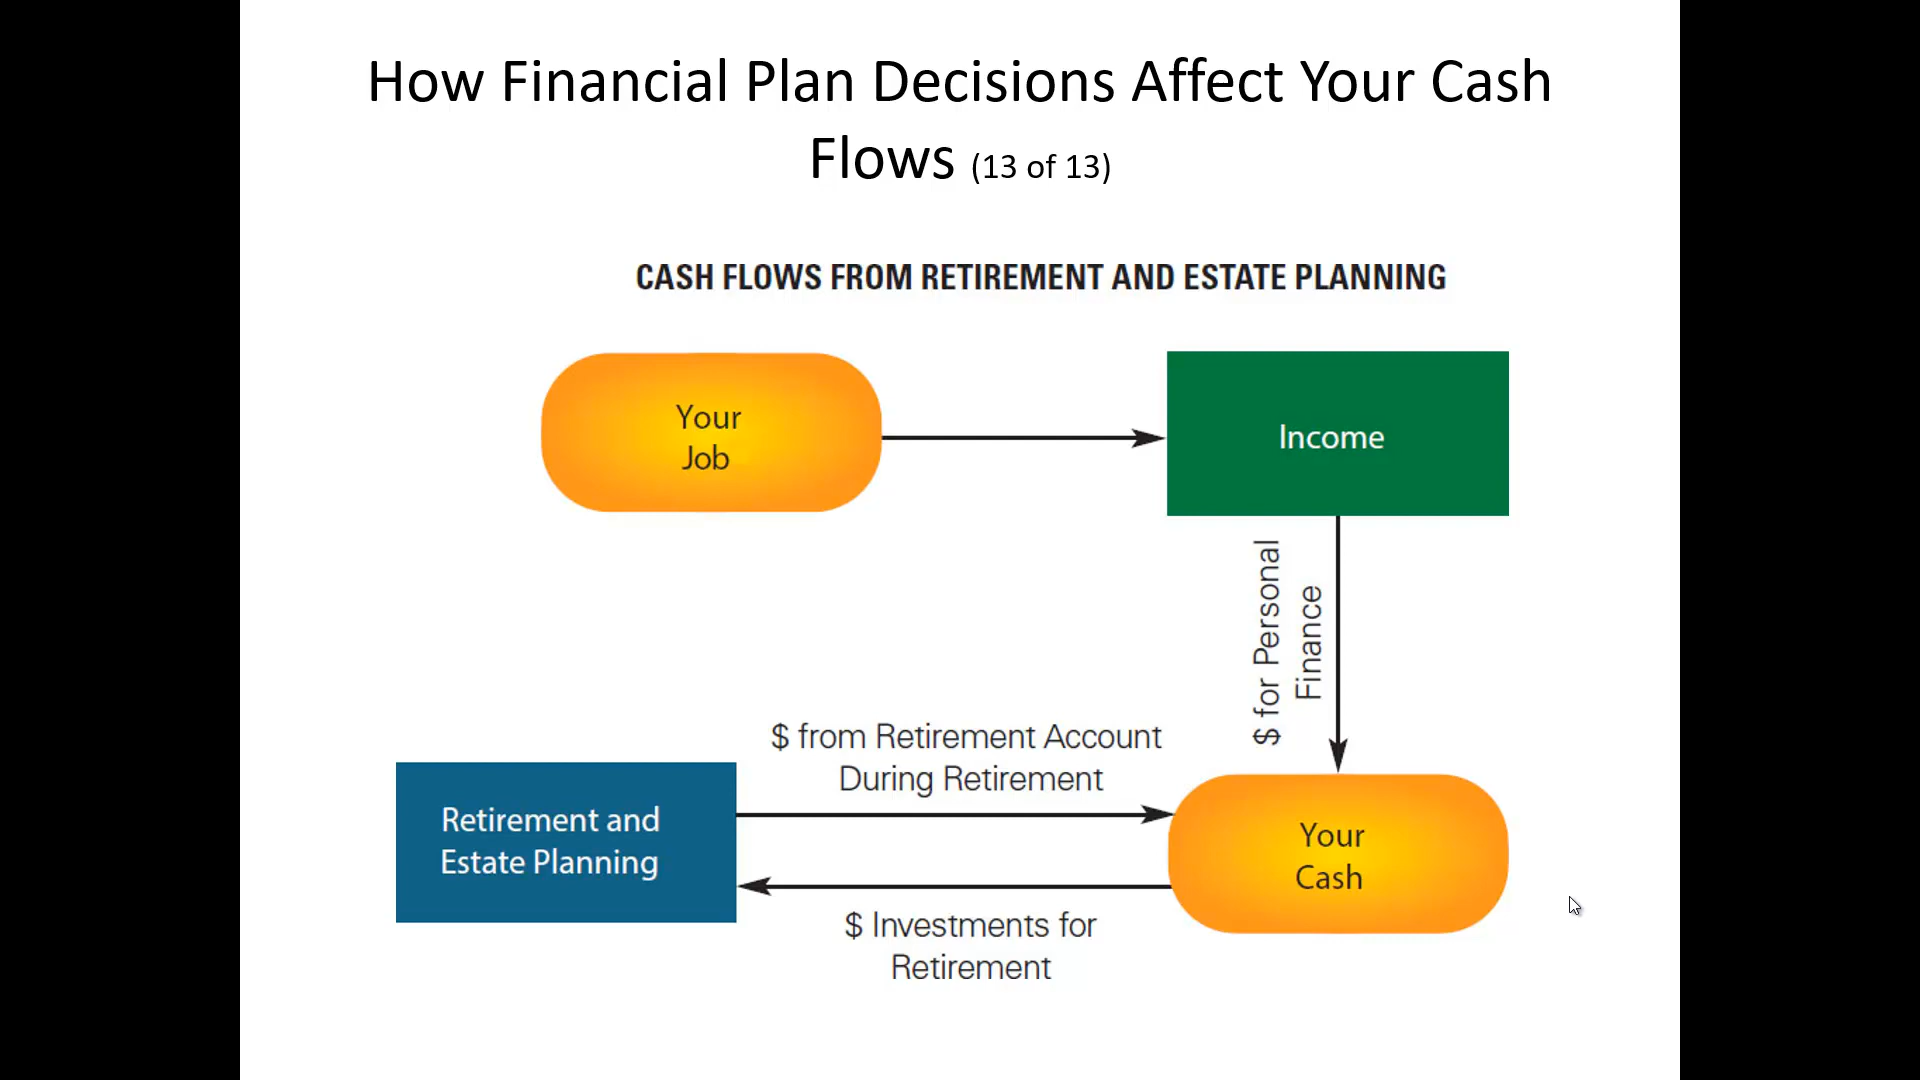 How Financial Plan Decisions Affect Your Cash
Flows (13 of 13)
CASH FLOWS FROM RETIREMENT AND ESTATE PLANNING
Your
Job
Income
$ for Personal
Finance
$ from Retirement Account
During Retirement
Retirement and
Estate Planning
Your
Cash
$ Investments for
Retirement